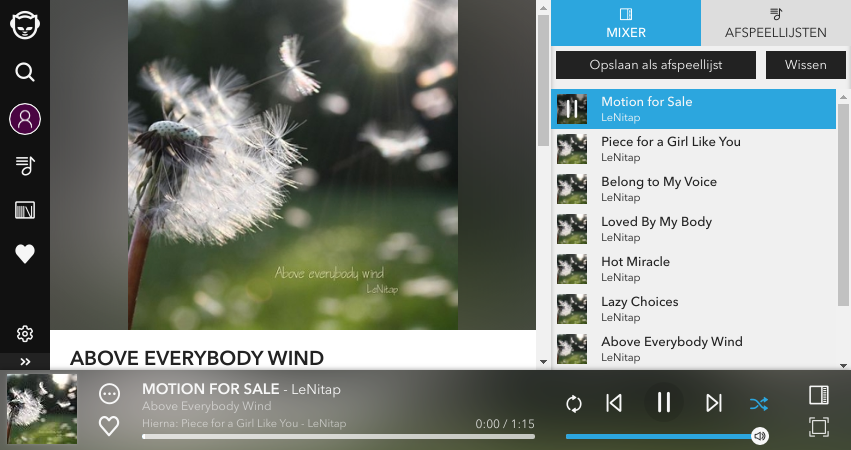 Above everybody wind
LeNitap
ABOVE EVERYBODY WIND
MIXER
AFSPEELLIJSTEN
Opslaan als afspeellijst
Wissen
Motion for Sale
LeNitap
Piece for a Girl Like You
LeNitap
Belong to My Voice
LeNitap
Loved By My Body
LeNitap
Hot Miracle
LeNitap
Lazy Choices
LeNitap
Above Everybody Wind
LeNitap
MOTION FOR SALE - LeNitap
Above Everybody Wind
Hierna: Piece for a Girl Like You - LeNitap
0:00 / 1:15